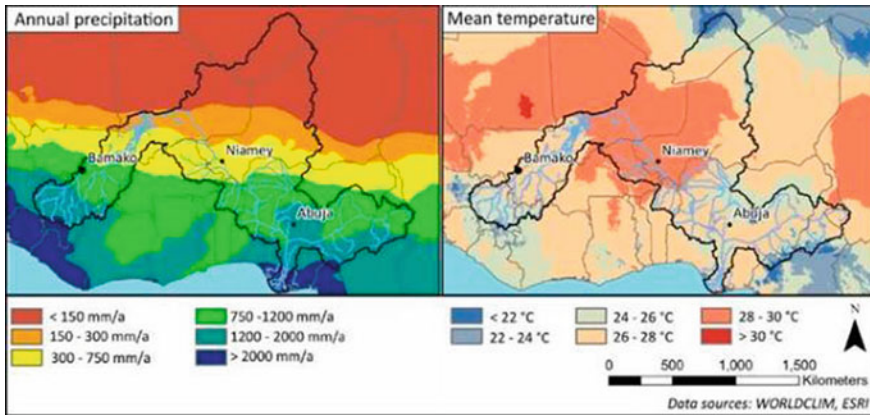 Annual precipitation
Bamako
Niamey
Abuja
Mean temperature
Bamako
Niamey
Abuja
< 150 mm/a
150 - 300 mm/a
300 - 750 mm/a
750 -1200 mm/a
1200 - 2000 mm/a
> 2000 mm/a
< 22 °C
22 - 24 °C
24 - 26 °C
26 - 28 °C
28 - 30 °C
> 30 °C
N
0 500 1,000 1,500
Kilometers
Data sources: WORLDCLIM, ESRI